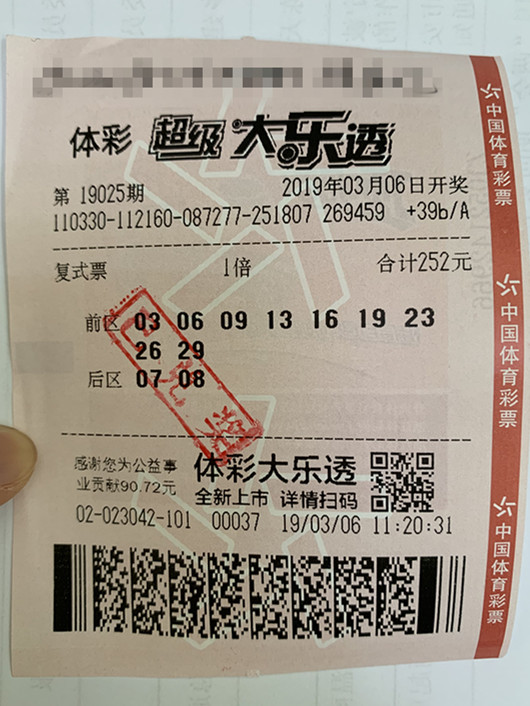 体彩 超级大乐透
第 19025期 2019年03月06日开奖
110330-112160-087277-251807 269459 +39b/A
复式票 1倍 合计252元
前区 03 06 09 13 16 19 23
26 29
后区 07 08
已兑奖
感谢您为公益事
业贡献90.72元
体彩大乐透
全新上市 详情扫码
02-023042-101 00037 19/03/06 11:20:31
中国体育彩票
中国体育彩票
中国体育彩票